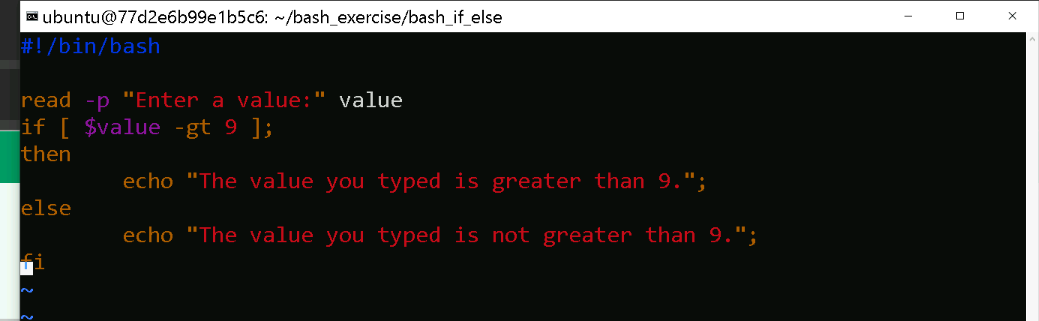 ubuntu@77d2e6b99e1b5c6: ~/bash_exercise/bash_if_else
#!/bin/bash
read -p "Enter a value:" value
if [ $value -gt 9 ];
then
echo "The value you typed is greater than 9.";
else
echo "The value you typed is not greater than 9.";
fi
~
~